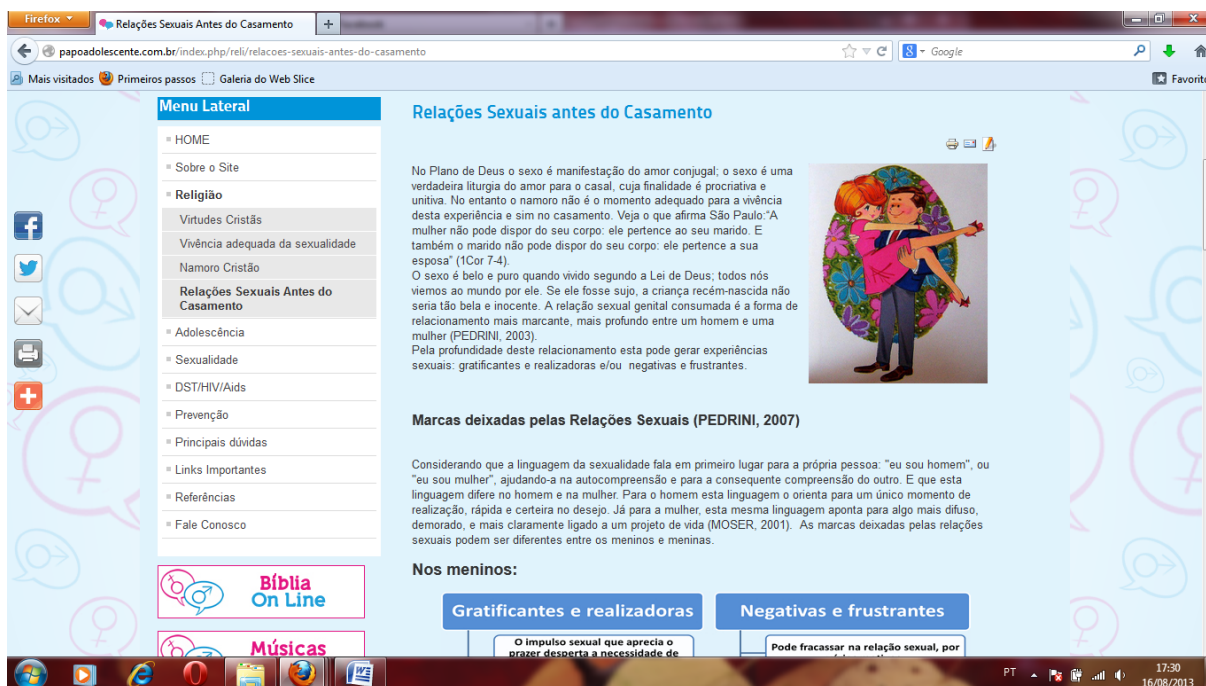 Firefox
Relações Sexuais Antes do Casamento
papoadolescente.com.br/index.php/reli/relacoes-sexuais-antes-do-casamento
Google
Mais visitados
Primeiros passos
Galeria do Web Slice
Favorito
Menu Lateral
HOME
Sobre o Site
Religião
Virtudes Cristãs
Vivência adequada da sexualidade
Namoro Cristão
Relações Sexuais Antes do
Casamento
Adolescência
Sexualidade
DST/HIV/Aids
Prevenção
Principais dúvidas
Links Importantes
Referências
Fale Conosco
Bíblia
On Line
Músicas
Relações Sexuais antes do Casamento
No Plano de Deus o sexo é manifestação do amor conjugal; o sexo é uma
verdadeira liturgia do amor para o casal, cuja finalidade é procriativa e
unitiva. No entanto o namoro não é o momento adequado para a vivência
desta experiência e sim no casamento. Veja o que afirma São Paulo:"A
mulher não pode dispor do seu corpo: ele pertence ao seu marido. E
também o marido não pode dispor do seu corpo: ele pertence a sua
esposa" (1Cor 7-4).
O sexo é belo e puro quando vivido segundo a Lei de Deus; todos nós
viemos ao mundo por ele. Se ele fosse sujo, a criança recém-nascida não
seria tão bela e inocente. A relação sexual genital consumada é a forma de
relacionamento mais marcante, mais profundo entre um homem e uma
mulher (PEDRINI, 2003).
Pela profundidade deste relacionamento esta pode gerar experiências
sexuais: gratificantes e realizadoras e/ou negativas e frustrantes.
Marcas deixadas pelas Relações Sexuais (PEDRINI, 2007)
Considerando que a linguagem da sexualidade fala em primeiro lugar para a própria pessoa: "eu sou homem", ou
"eu sou mulher", ajudando-a na autocompreensão e para a consequente compreensão do outro. E que esta
linguagem difere no homem e na mulher. Para o homem esta linguagem o orienta para um único momento de
realização, rápida e certeira no desejo. Já para a mulher, esta mesma linguagem aponta para algo mais difuso,
demorado, e mais claramente ligado a um projeto de vida (MOSER, 2001). As marcas deixadas pelas relações
sexuais podem ser diferentes entre os meninos e meninas.
Nos meninos:
Gratificantes e realizadoras
O impulso sexual que aprecia o
prazer desperta a necessidade de
Negativas e frustrantes
Pode fracassar na relação sexual, por
PT
17:30
16/08/2013